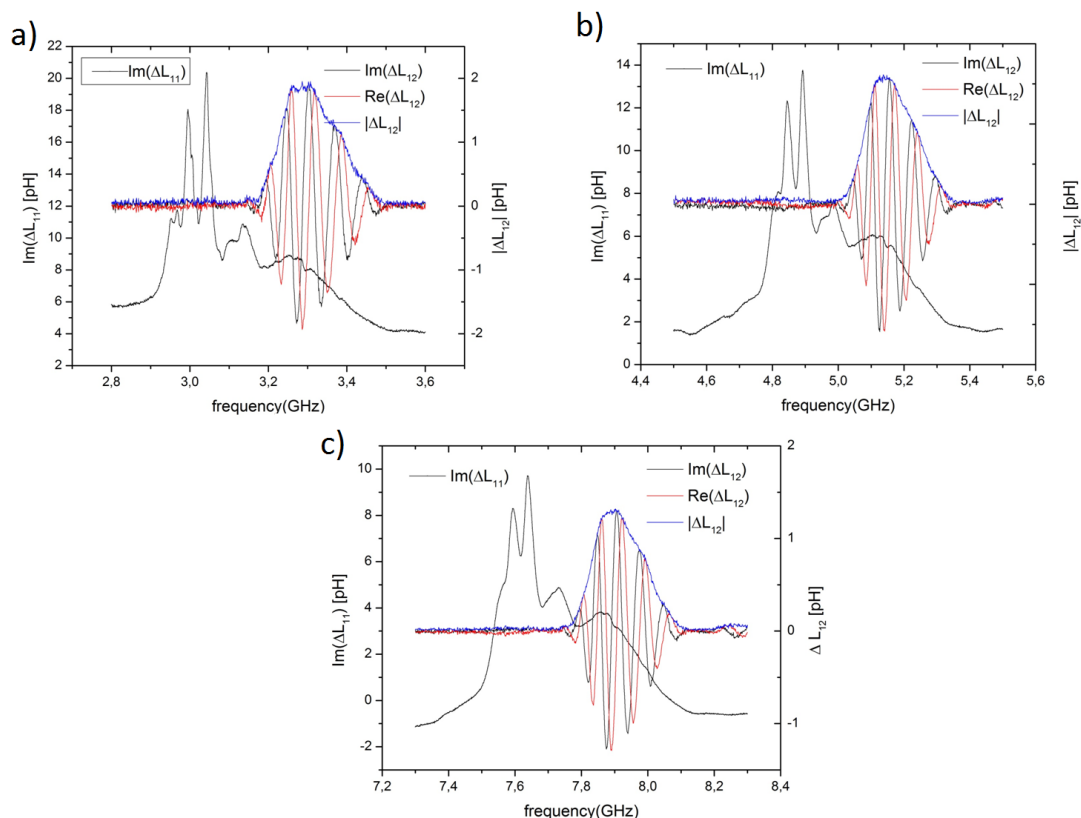 a)
Im(ΔL11)
Im(ΔL12)
Re(ΔL12)
|ΔL12|
22
20
18
16
14
12
10
8
6
4
2
2
1
0
-1
-2
Im(ΔL11) [pH]
|ΔL12| [pH]
2,8
3,0
3,2
3,4
3,6
frequency(GHz)
b)
Im(ΔL11)
Im(ΔL12)
Re(ΔL12)
|ΔL12|
14
12
10
8
6
4
2
0
Im(ΔL11) [pH]
|ΔL12| [pH]
4,4
4,6
4,8
5,0
5,2
5,4
5,6
frequency(GHz)
c)
Im(ΔL11)
Im(ΔL12)
Re(ΔL12)
|ΔL12|
10
8
6
4
2
0
-2
2
1
0
-1
Im(ΔL11) [pH]
Δ L12 [pH]
7,2
7,4
7,6
7,8
8,0
8,2
8,4
frequency(GHz)